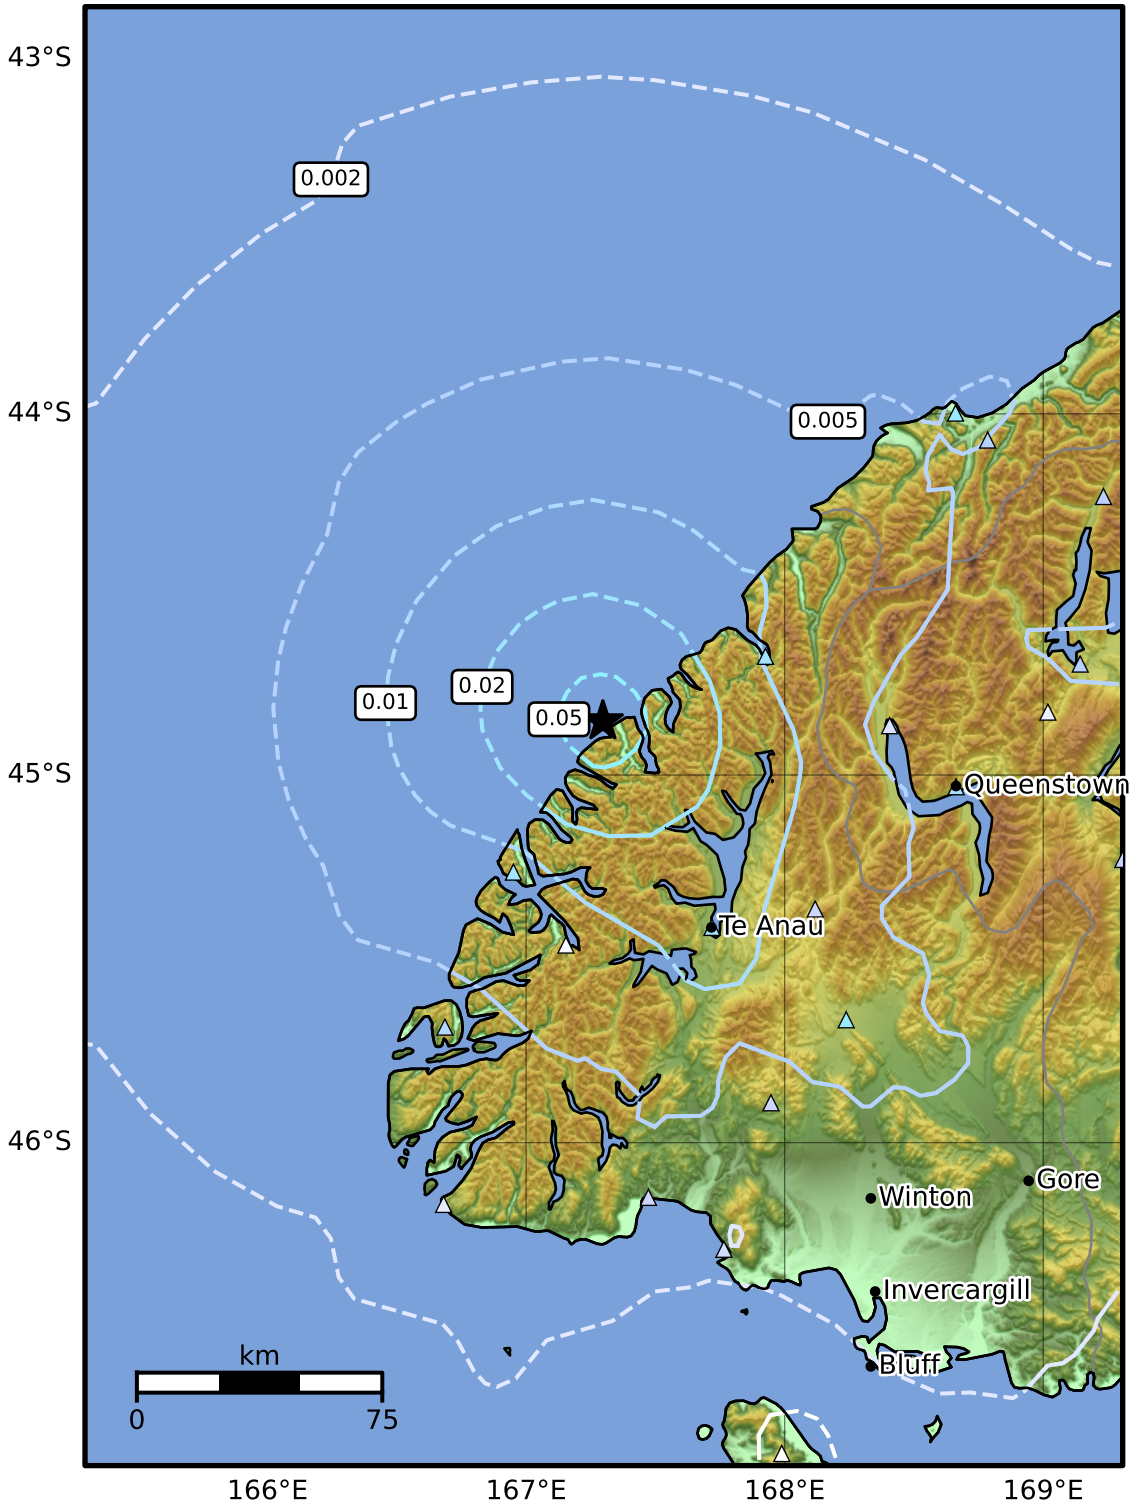 43°S
0.002
44°S
0.005
0.02
0.01
0.05
45°S
Queenstown
Te Anau
46°S
Gore
Winton
Invercargill
km
Bluff
0 75
166°E 167°E 168°E 169°E